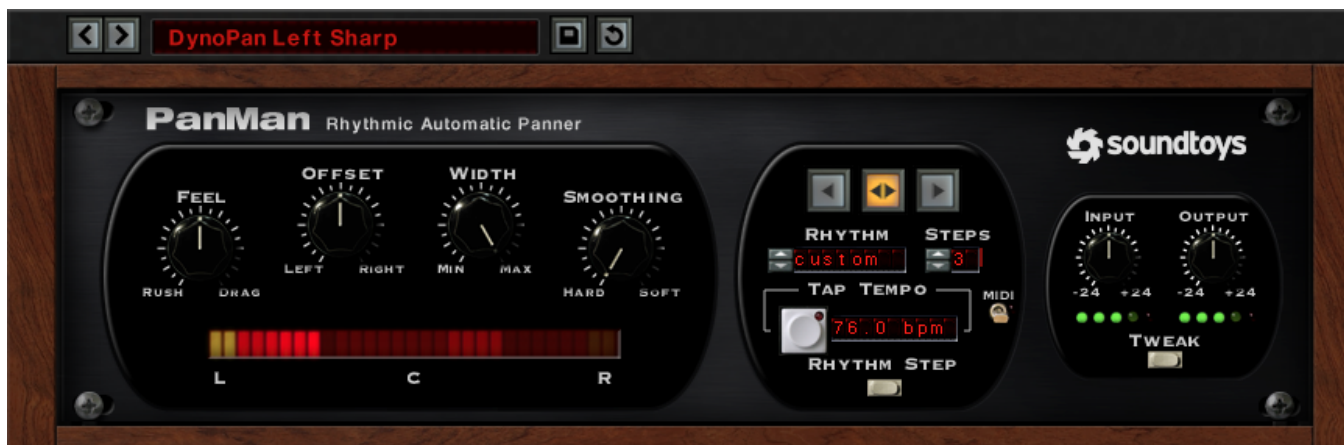 DynoPan Left Sharp
PanMan Rhythmic Automatic Panner
soundtoys
FEEL
OFFSET
WIDTH
SMOOTHING
RUSH DRAG
LEFT RIGHT
MIN MAX
HARD SOFT
L C R
RHYTHM STEPS
custom 3
TAP TEMPO
76.0 bpm
MIDI
RHYTHM STEP
INPUT OUTPUT
-24 +24 -24 +24
TWEAK